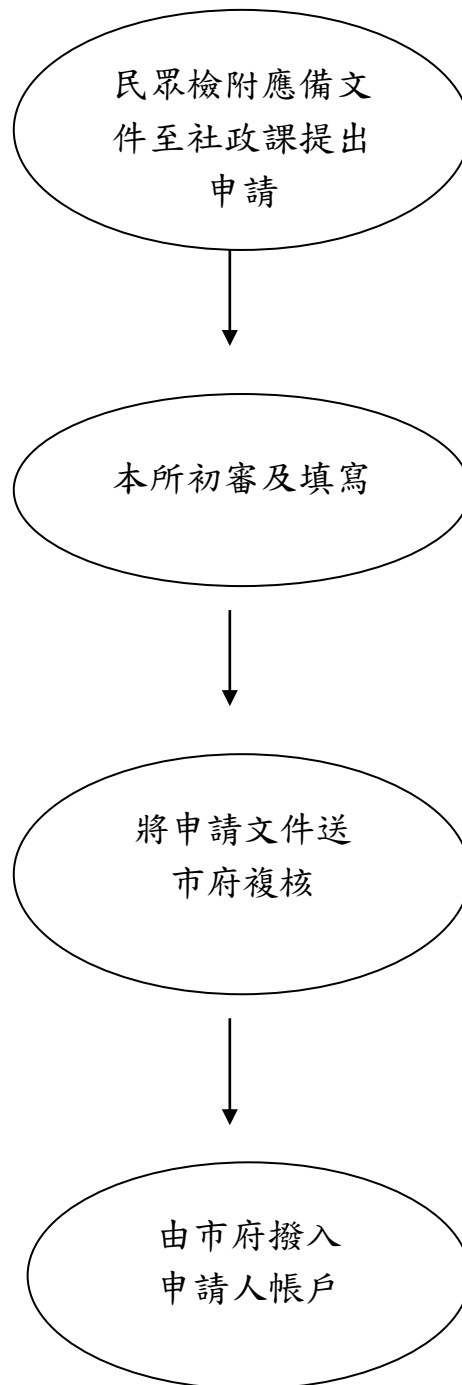 民眾檢附應備文
件至社政課提出
申請
本所初審及填寫
將申請文件送
市府複核
由市府撥入
申請人帳戶